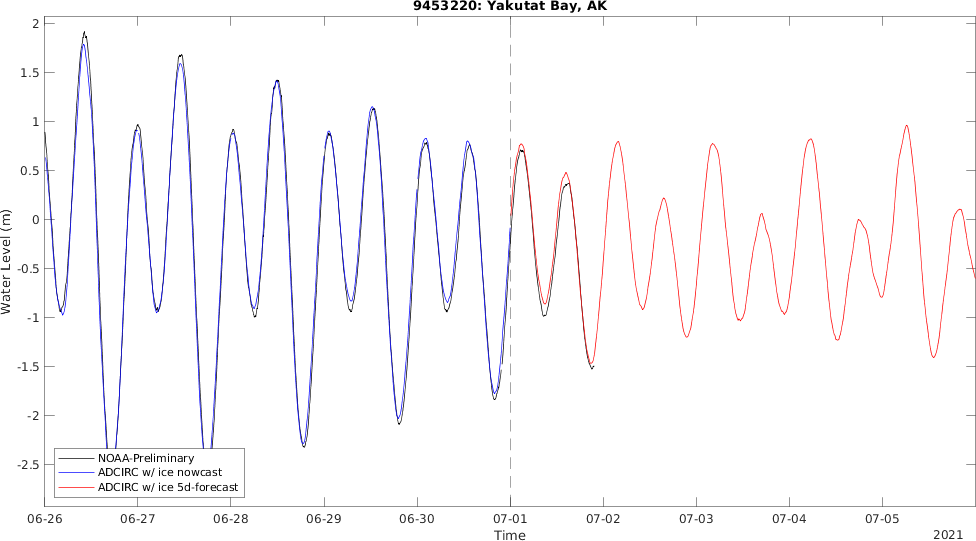 9453220: Yakutat Bay, AK
2
1.5
1
0.5
0
-0.5
-1
-1.5
-2
-2.5
Water Level (m)
NOAA-Preliminary
ADCIRC w/ ice nowcast
ADCIRC w/ ice 5d-forecast
06-26 06-27 06-28 06-29 06-30 07-01 07-02 07-03 07-04 07-05
Time
2021